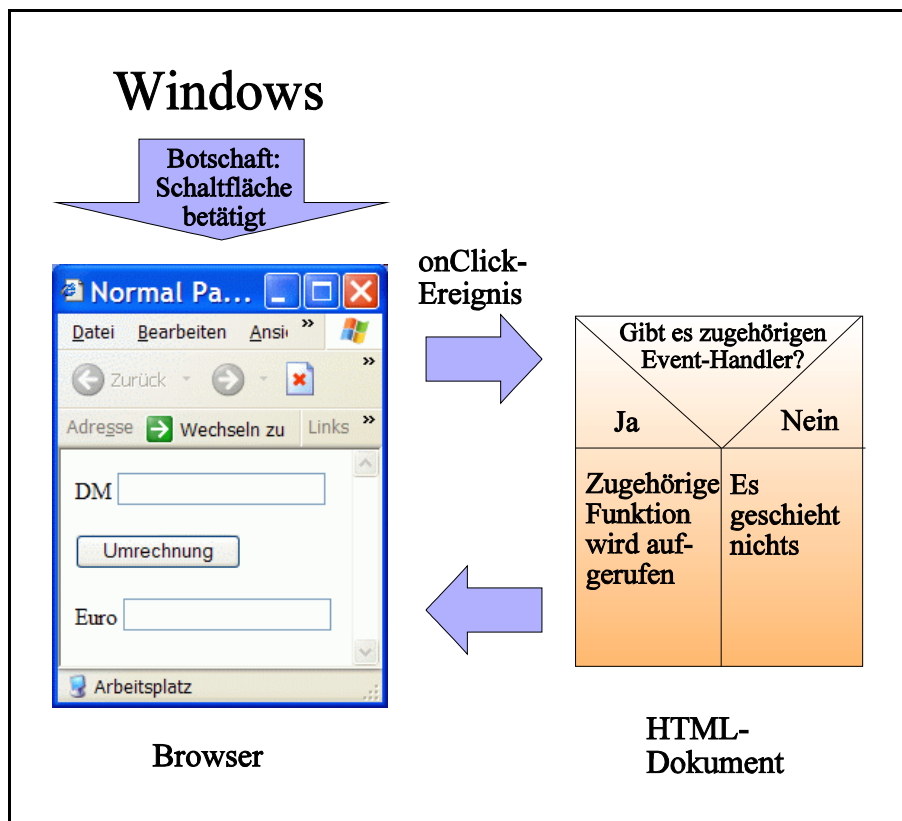 Windows
Botschaft:
Schaltfläche
betätigt
Normal Pa...
Datei Bearbeiten Ansi »
Zurück »
Adresse Wechseln zu Links »
DM
Umrechnung
Euro
Arbeitsplatz
Browser
onClick-
Ereignis
Gibt es zugehörigen
Event-Handler?
Ja Nein
Zugehörige
Funktion
wird auf-
gerufen
Es
geschieht
nichts
HTML-
Dokument